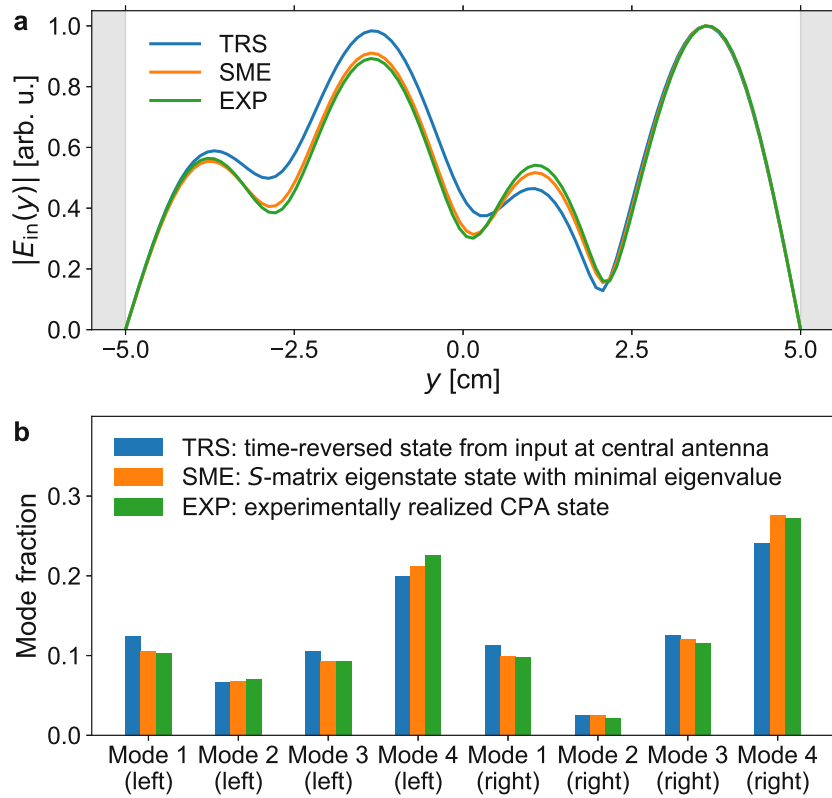 a
1.0
0.8
0.6
0.4
0.2
0.0
|E_in(y)| [arb. u.]
TRS
SME
EXP
−5.0 −2.5 0.0 2.5 5.0
y [cm]
b
TRS: time-reversed state from input at central antenna
SME: S-matrix eigenstate state with minimal eigenvalue
EXP: experimentally realized CPA state
0.3
0.2
0.1
0.0
Mode fraction
Mode 1 Mode 2 Mode 3 Mode 4 Mode 1 Mode 2 Mode 3 Mode 4
(left) (left) (left) (left) (right) (right) (right) (right)